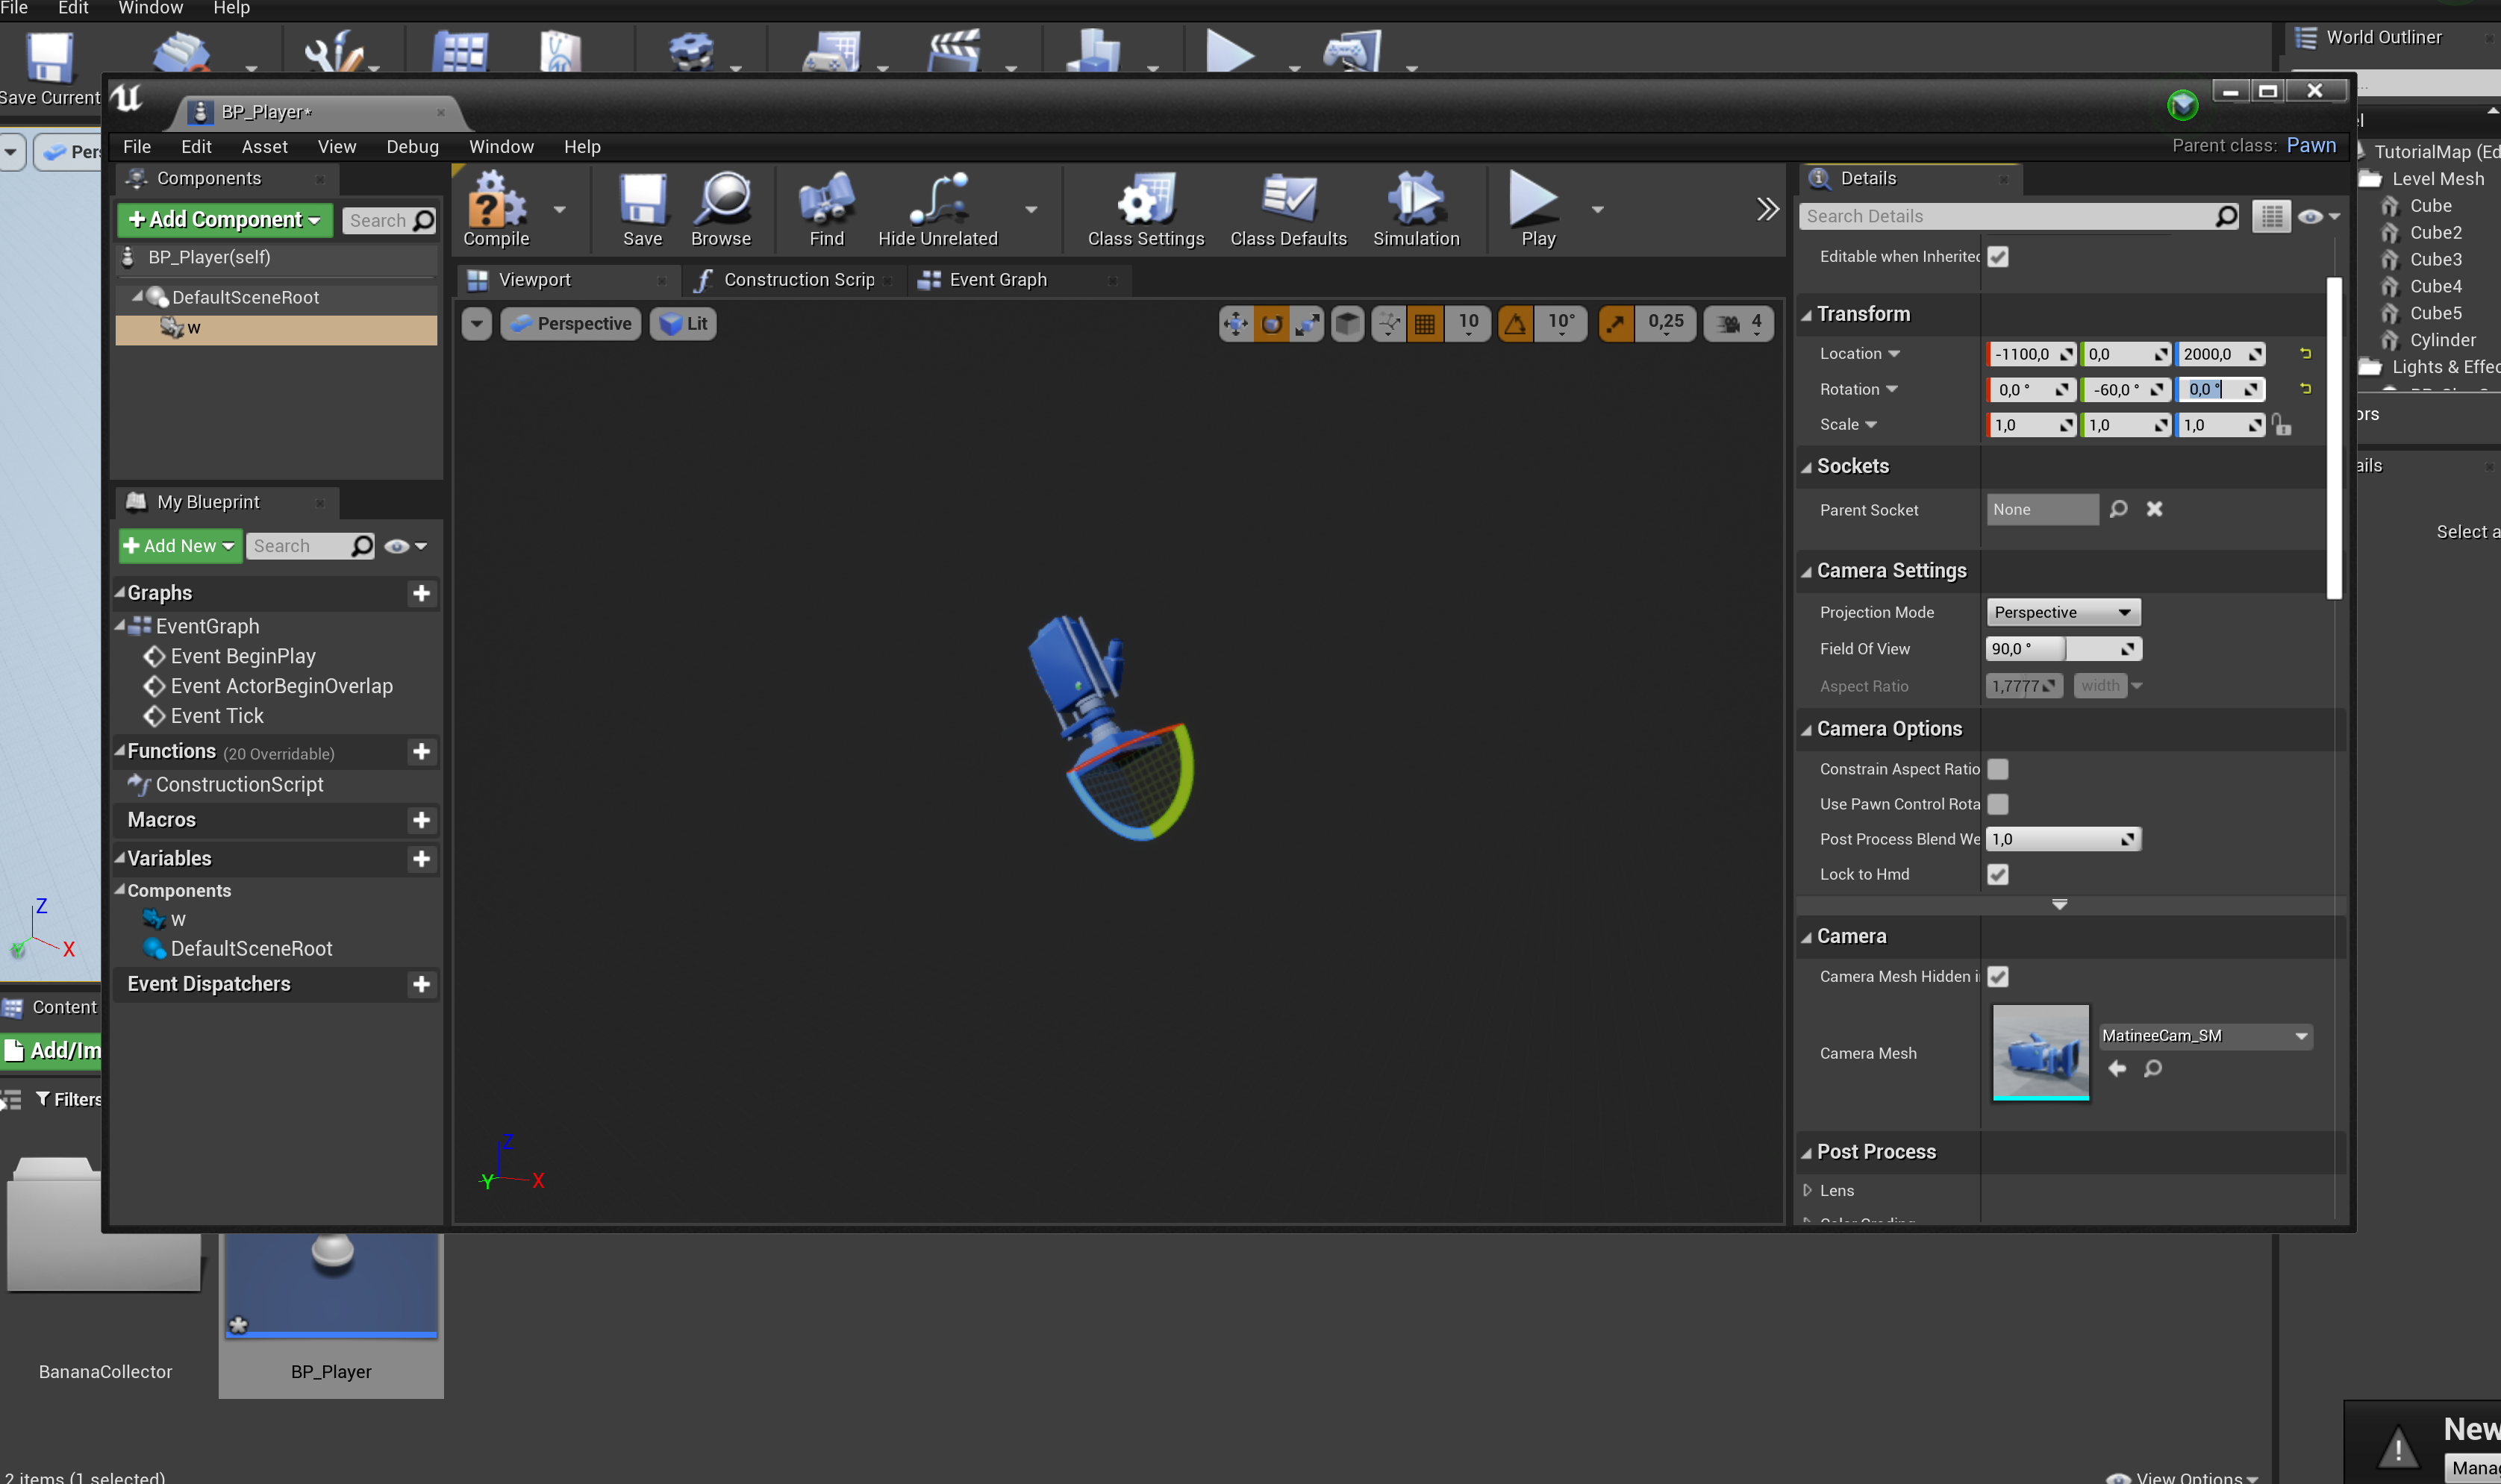 File Edit Window Help
World Outliner
Save Current
BP_Player*
File Edit Asset View Debug Window Help
Parent class: Pawn
Components
Add Component
Search
BP_Player(self)
DefaultSceneRoot
w
My Blueprint
Add New
Search
Graphs
EventGraph
Event BeginPlay
Event ActorBeginOverlap
Event Tick
Functions (20 Overridable)
ConstructionScript
Macros
Variables
Components
w
DefaultSceneRoot
Event Dispatchers
Compile
Save
Browse
Find
Hide Unrelated
Class Settings
Class Defaults
Simulation
Play
Viewport
Construction Scrip
Event Graph
Perspective
Lit
10
10°
0,25
4
Z
Y
X
Details
Search Details
Editable when Inherited
Transform
Location -1100,0 0,0 2000,0
Rotation 0,0 ° -60,0 ° 0,0 °
Scale 1,0 1,0 1,0
Sockets
Parent Socket None
Camera Settings
Projection Mode Perspective
Field Of View 90,0 °
Aspect Ratio 1,7777 width
Camera Options
Constrain Aspect Ratio
Use Pawn Control Rota
Post Process Blend We 1,0
Lock to Hmd
Camera
Camera Mesh Hidden i
Camera Mesh
MatineeCam_SM
Post Process
Lens
Color Grading
TutorialMap (Ed
Level Mesh
Cube
Cube2
Cube3
Cube4
Cube5
Cylinder
Lights & Effec
ors
ails
Select a
Pers
Z
Y
X
Content
Add/Im
Filters
BananaCollector
BP_Player
2 items (1 selected)
View Options
New
Manag